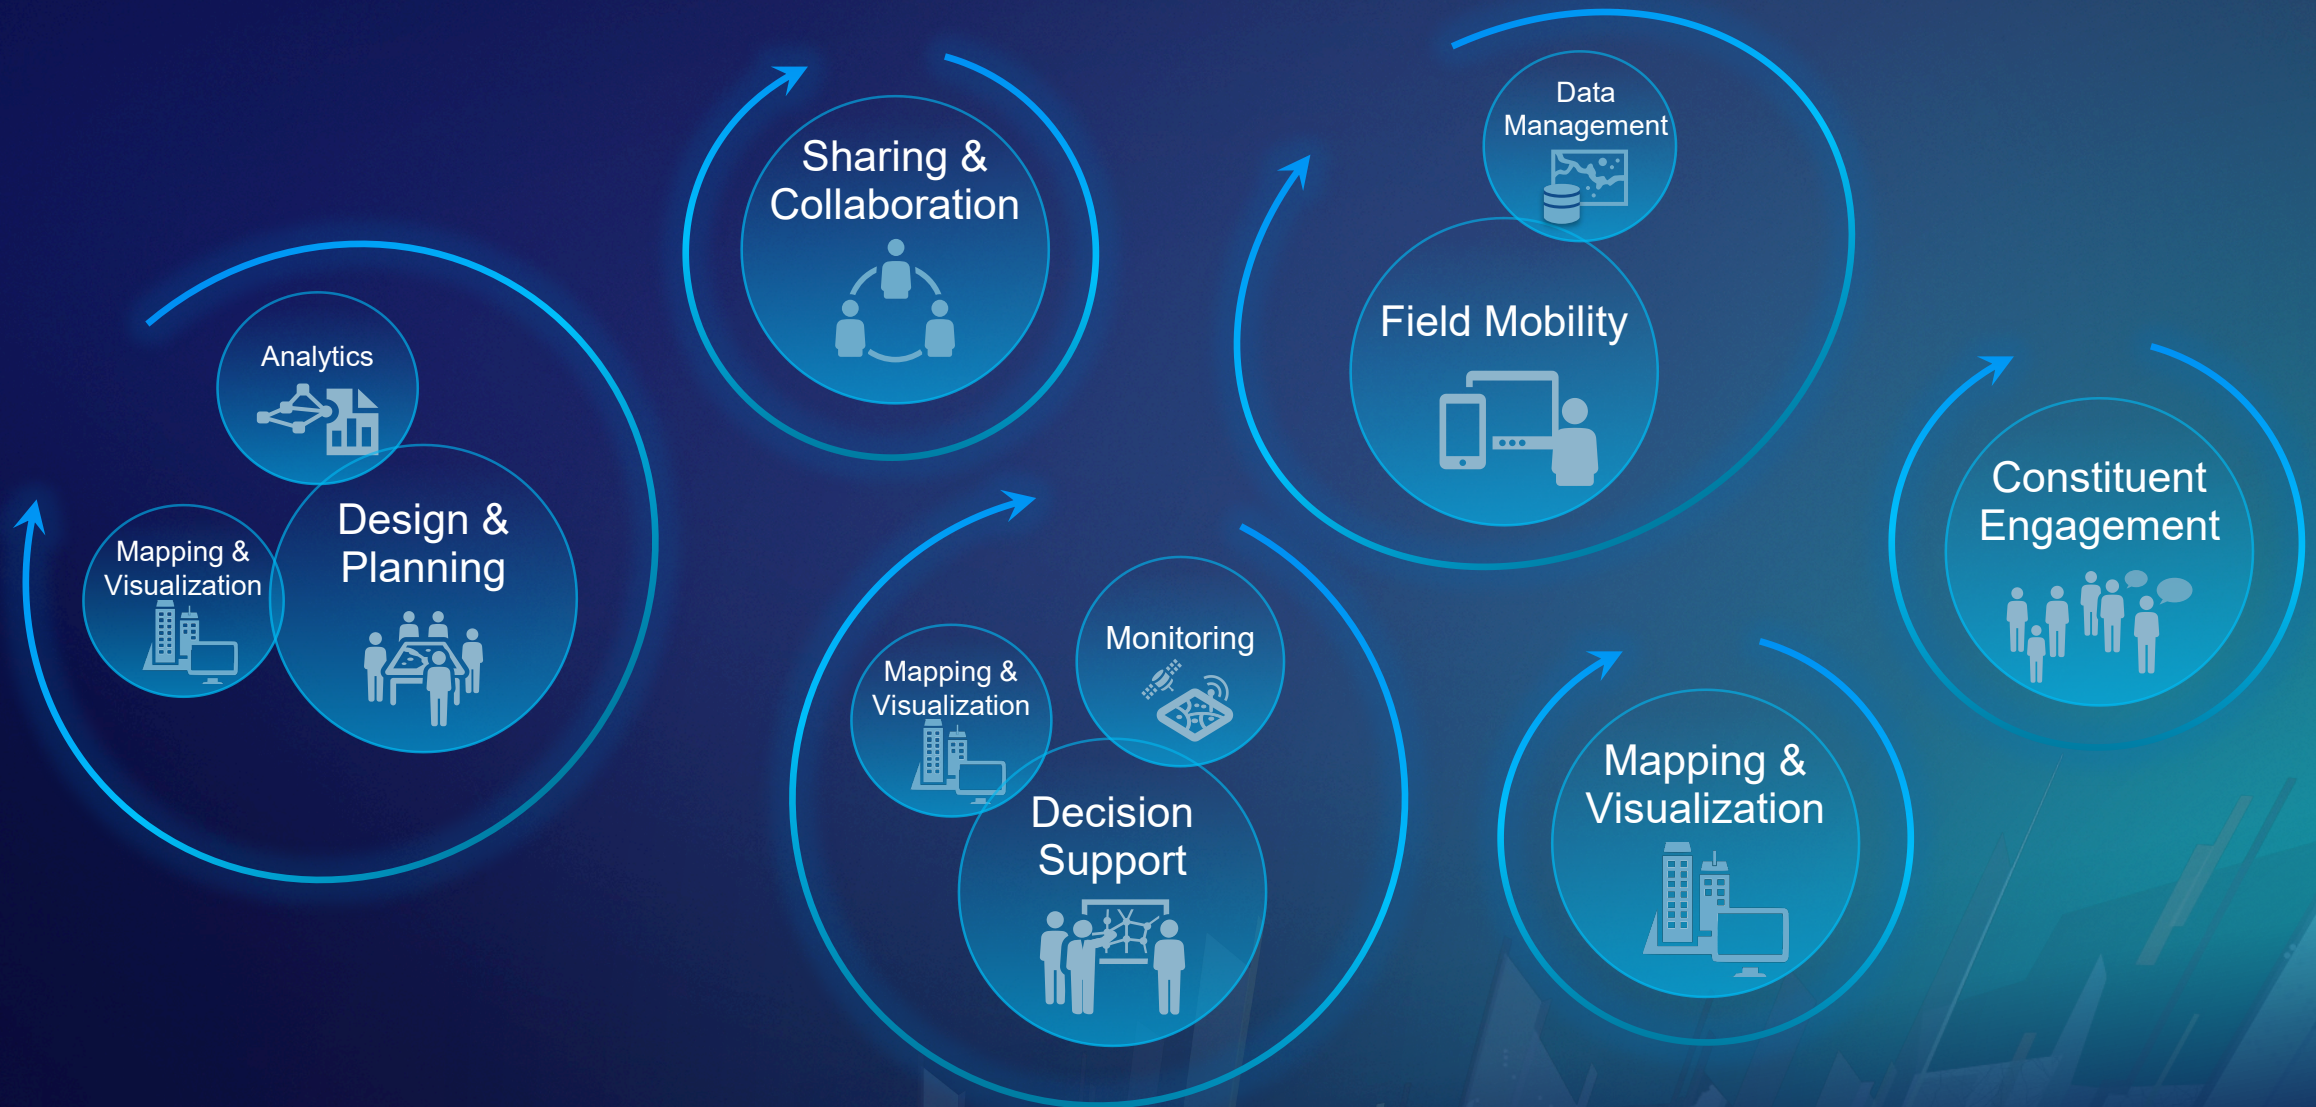 Analytics
Mapping &
Visualization
Design &
Planning
Sharing &
Collaboration
Mapping &
Visualization
Monitoring
Decision
Support
Data
Management
Field Mobility
Mapping &
Visualization
Constituent
Engagement